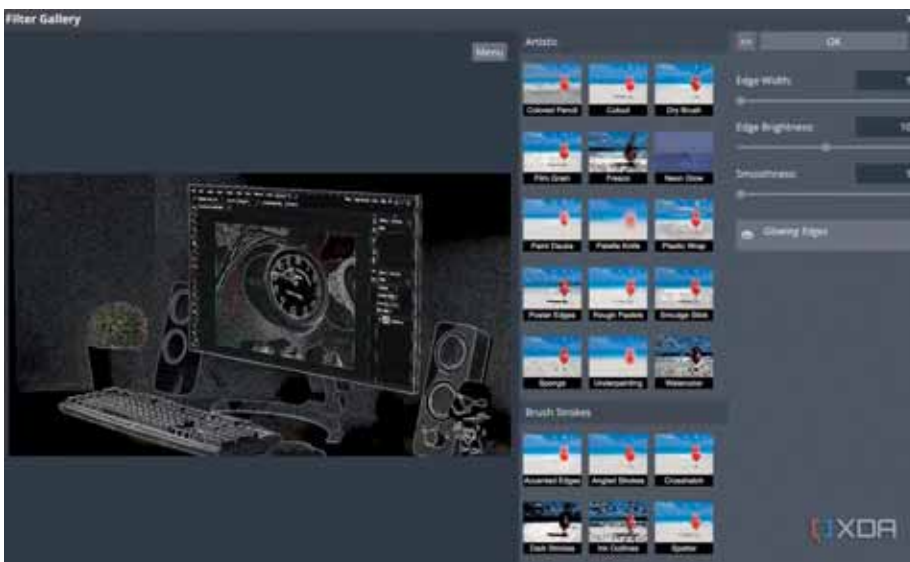 Filter Gallery
Menu
Artistic
Colored Pencil Cutout Dry Brush
Film Grain Fresco Neon Glow
Paint Daubs Palette Knife Plastic Wrap
Poster Edges Rough Pastels Smudge Stick
Sponge Underpainting Watercolor
Brush Strokes
Accented Edges Angled Strokes Crosshatch
Dark Strokes Ink Outlines Spatter
<< OK
Edge Width:
Edge Brightness: 10
Smoothness:
Glowing Edges
XDA